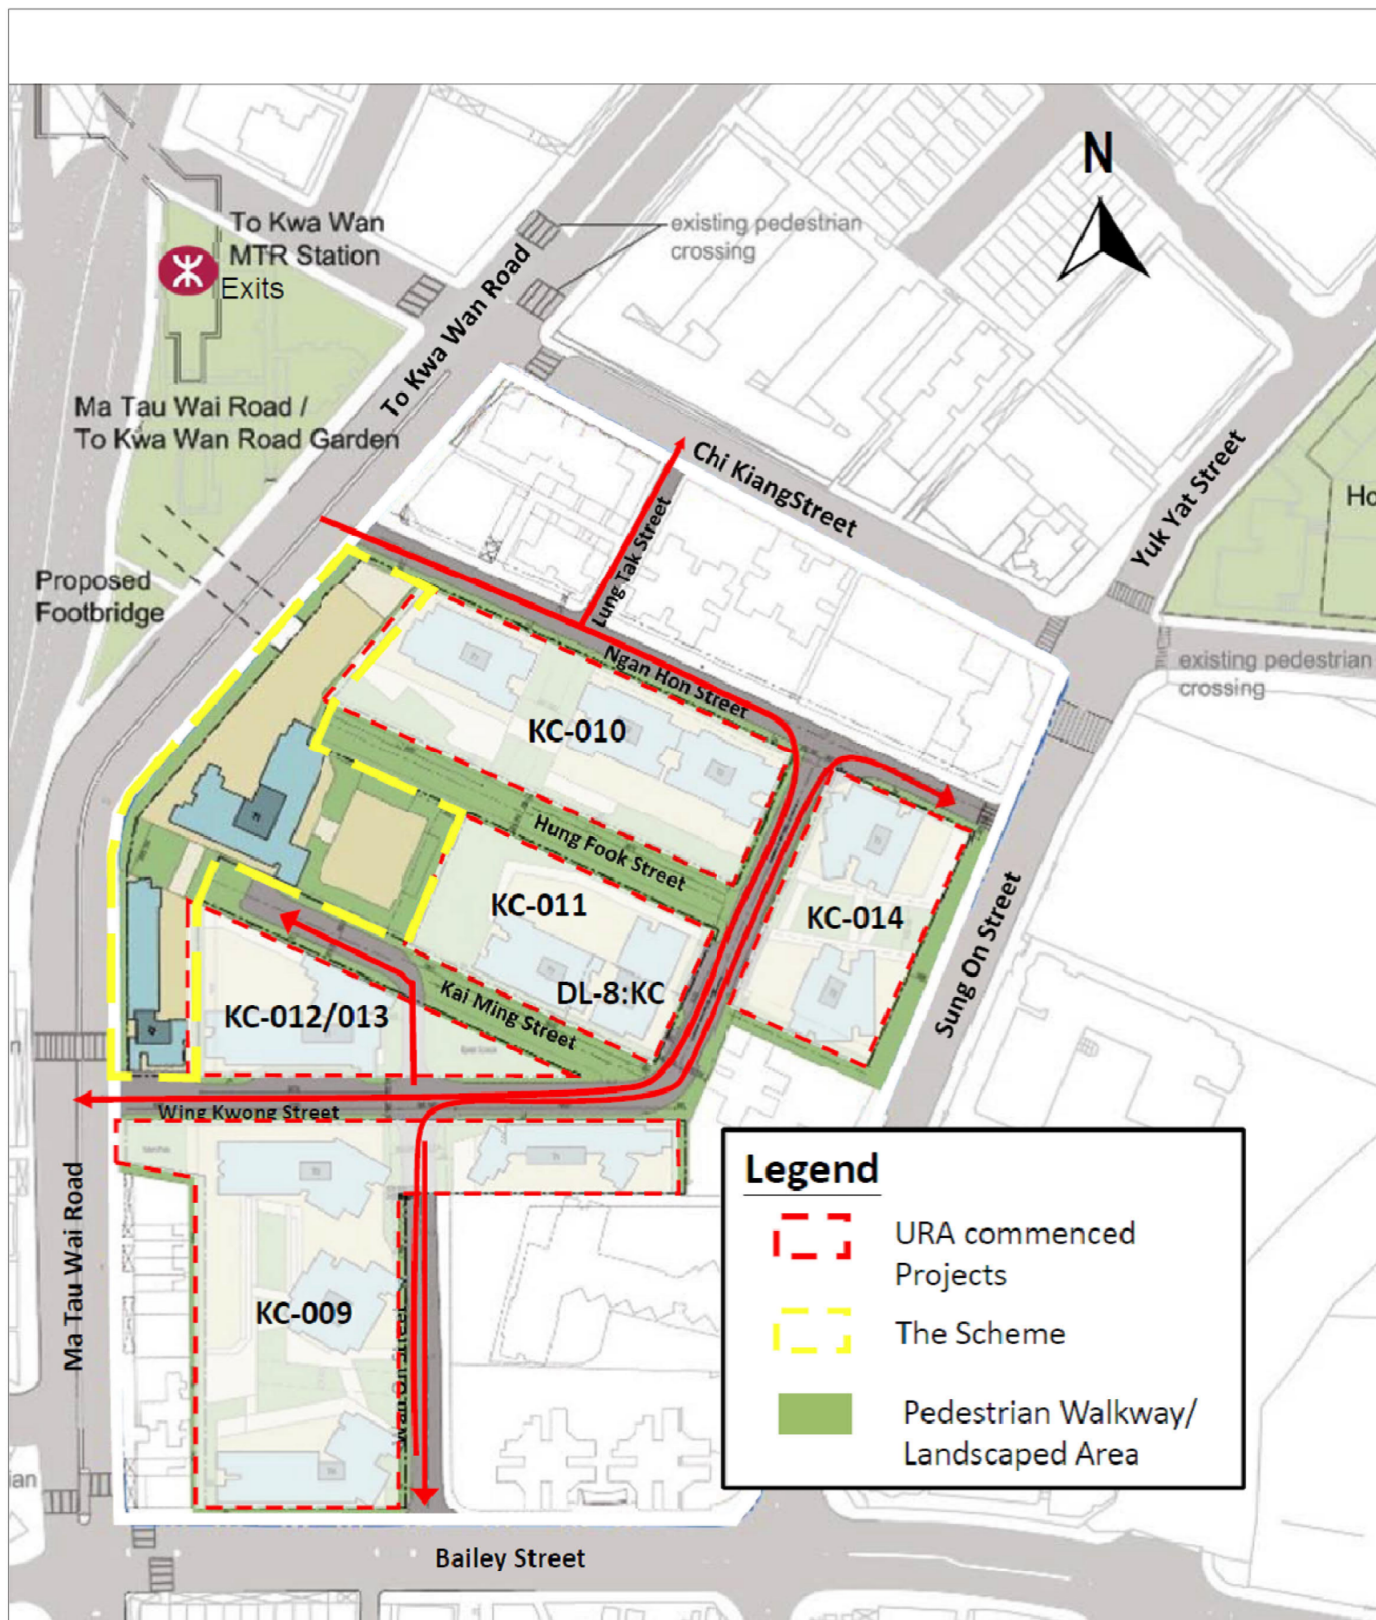 N
To Kwa Wan
MTR Station
Exits
existing pedestrian
crossing
To Kwa Wan Road
Ma Tau Wai Road /
To Kwa Wan Road Garden
Chi KiangStreet
Yuk Yat Street
Ho
Lung Tak Street
Proposed
Footbridge
Ngan Hon Street
existing pedestrian
crossing
KC-010
Hung Fook Street
KC-011
KC-014
Sung On Street
DL-8:KC
KC-012/013
Kai Ming Street
Wing Kwong Street
Ma Tau Wai Road
KC-009
Wan On Street
Legend
URA commenced
Projects
The Scheme
Pedestrian Walkway/
Landscaped Area
ian
Bailey Street